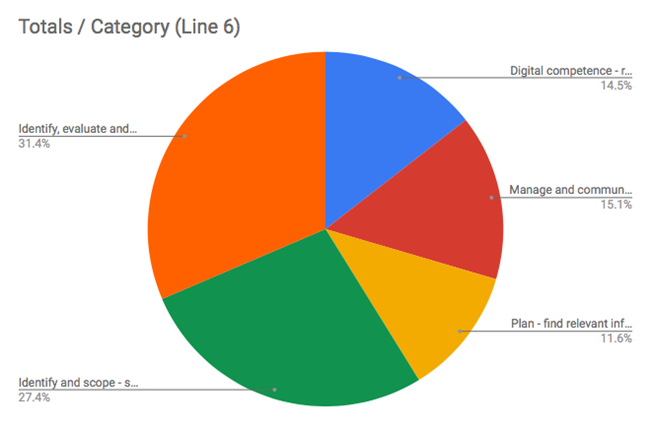 Totals / Category (Line 6)
Digital competence - r...
14.5%
Identify, evaluate and...
31.4%
Manage and commun...
15.1%
Plan - find relevant inf...
11.6%
Identify and scope - s...
27.4%